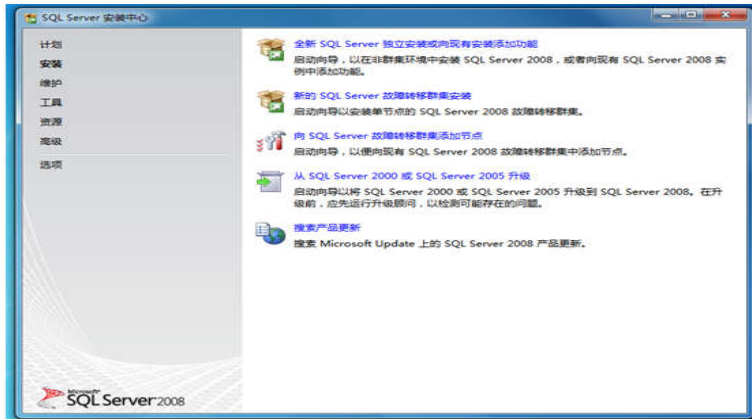 SQL Server 安装中心
计划
安装
维护
工具
资源
高级
选项
全新 SQL Server 独立安装或向现有安装添加功能
启动向导，以在非群集环境中安装 SQL Server 2008，或者向现有 SQL Server 2008 实
例中添加功能。
新的 SQL Server 故障转移群集安装
启动向导以安装单节点的 SQL Server 2008 故障转移群集。
向 SQL Server 故障转移群集添加节点
启动向导，以便向现有 SQL Server 2008 故障转移群集中添加节点。
从 SQL Server 2000 或 SQL Server 2005 升级
启动向导以将 SQL Server 2000 或 SQL Server 2005 升级到 SQL Server 2008。在升
级前，应先运行升级顾问，以检测可能存在的问题。
搜索产品更新
搜索 Microsoft Update 上的 SQL Server 2008 产品更新。
Microsoft
SQL Server 2008